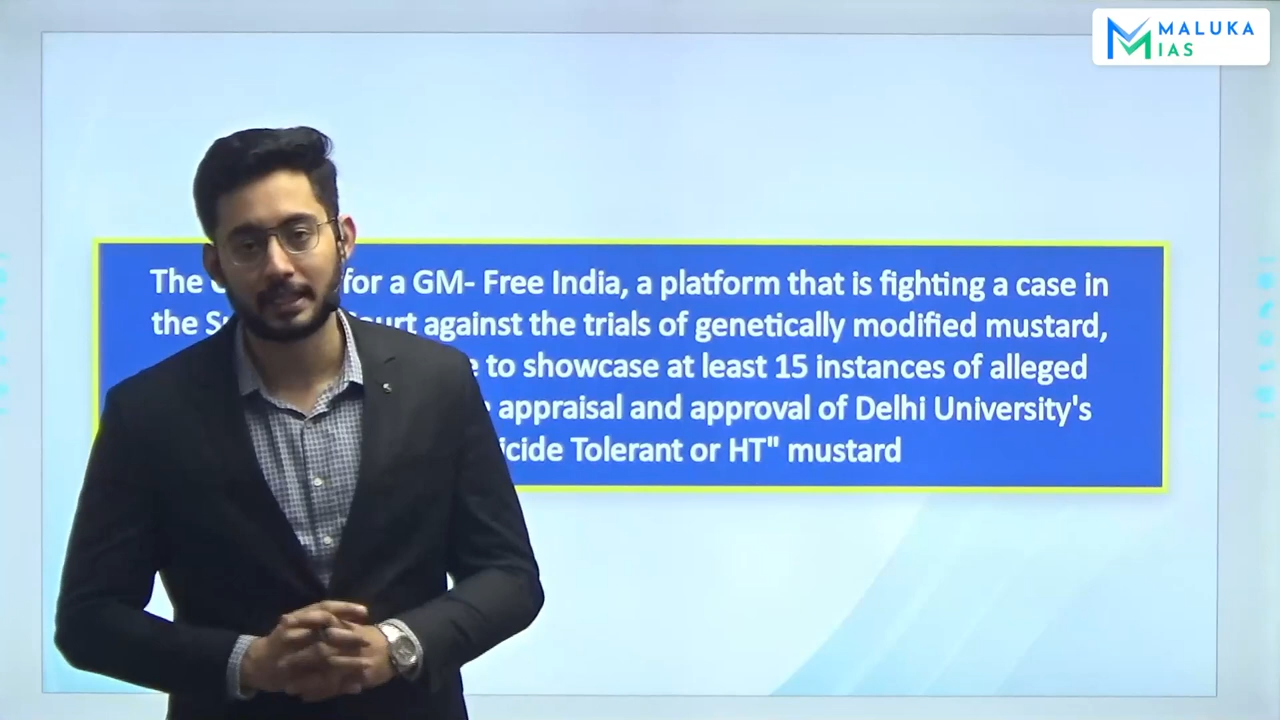 MALUKA
IAS
The for a GM- Free India, a platform that is fighting a case in
the against the trials of genetically modified mustard,
to showcase at least 15 instances of alleged
appraisal and approval of Delhi University's
Tolerant or HT" mustard